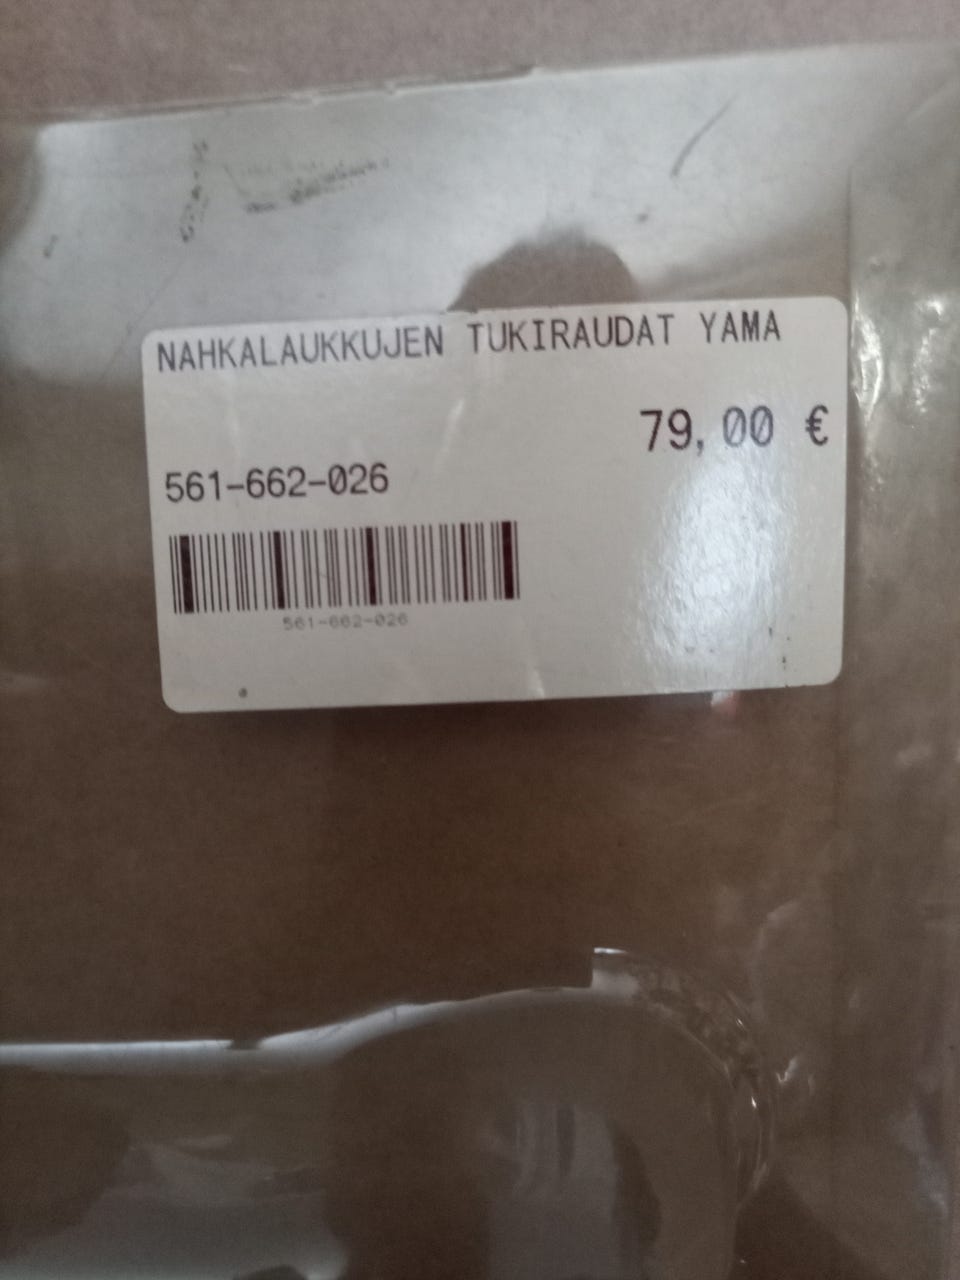 NAHKALAUKKUJEN TUKIRAUDAT YAMA
79,00 €
561-662-026
561-662-026